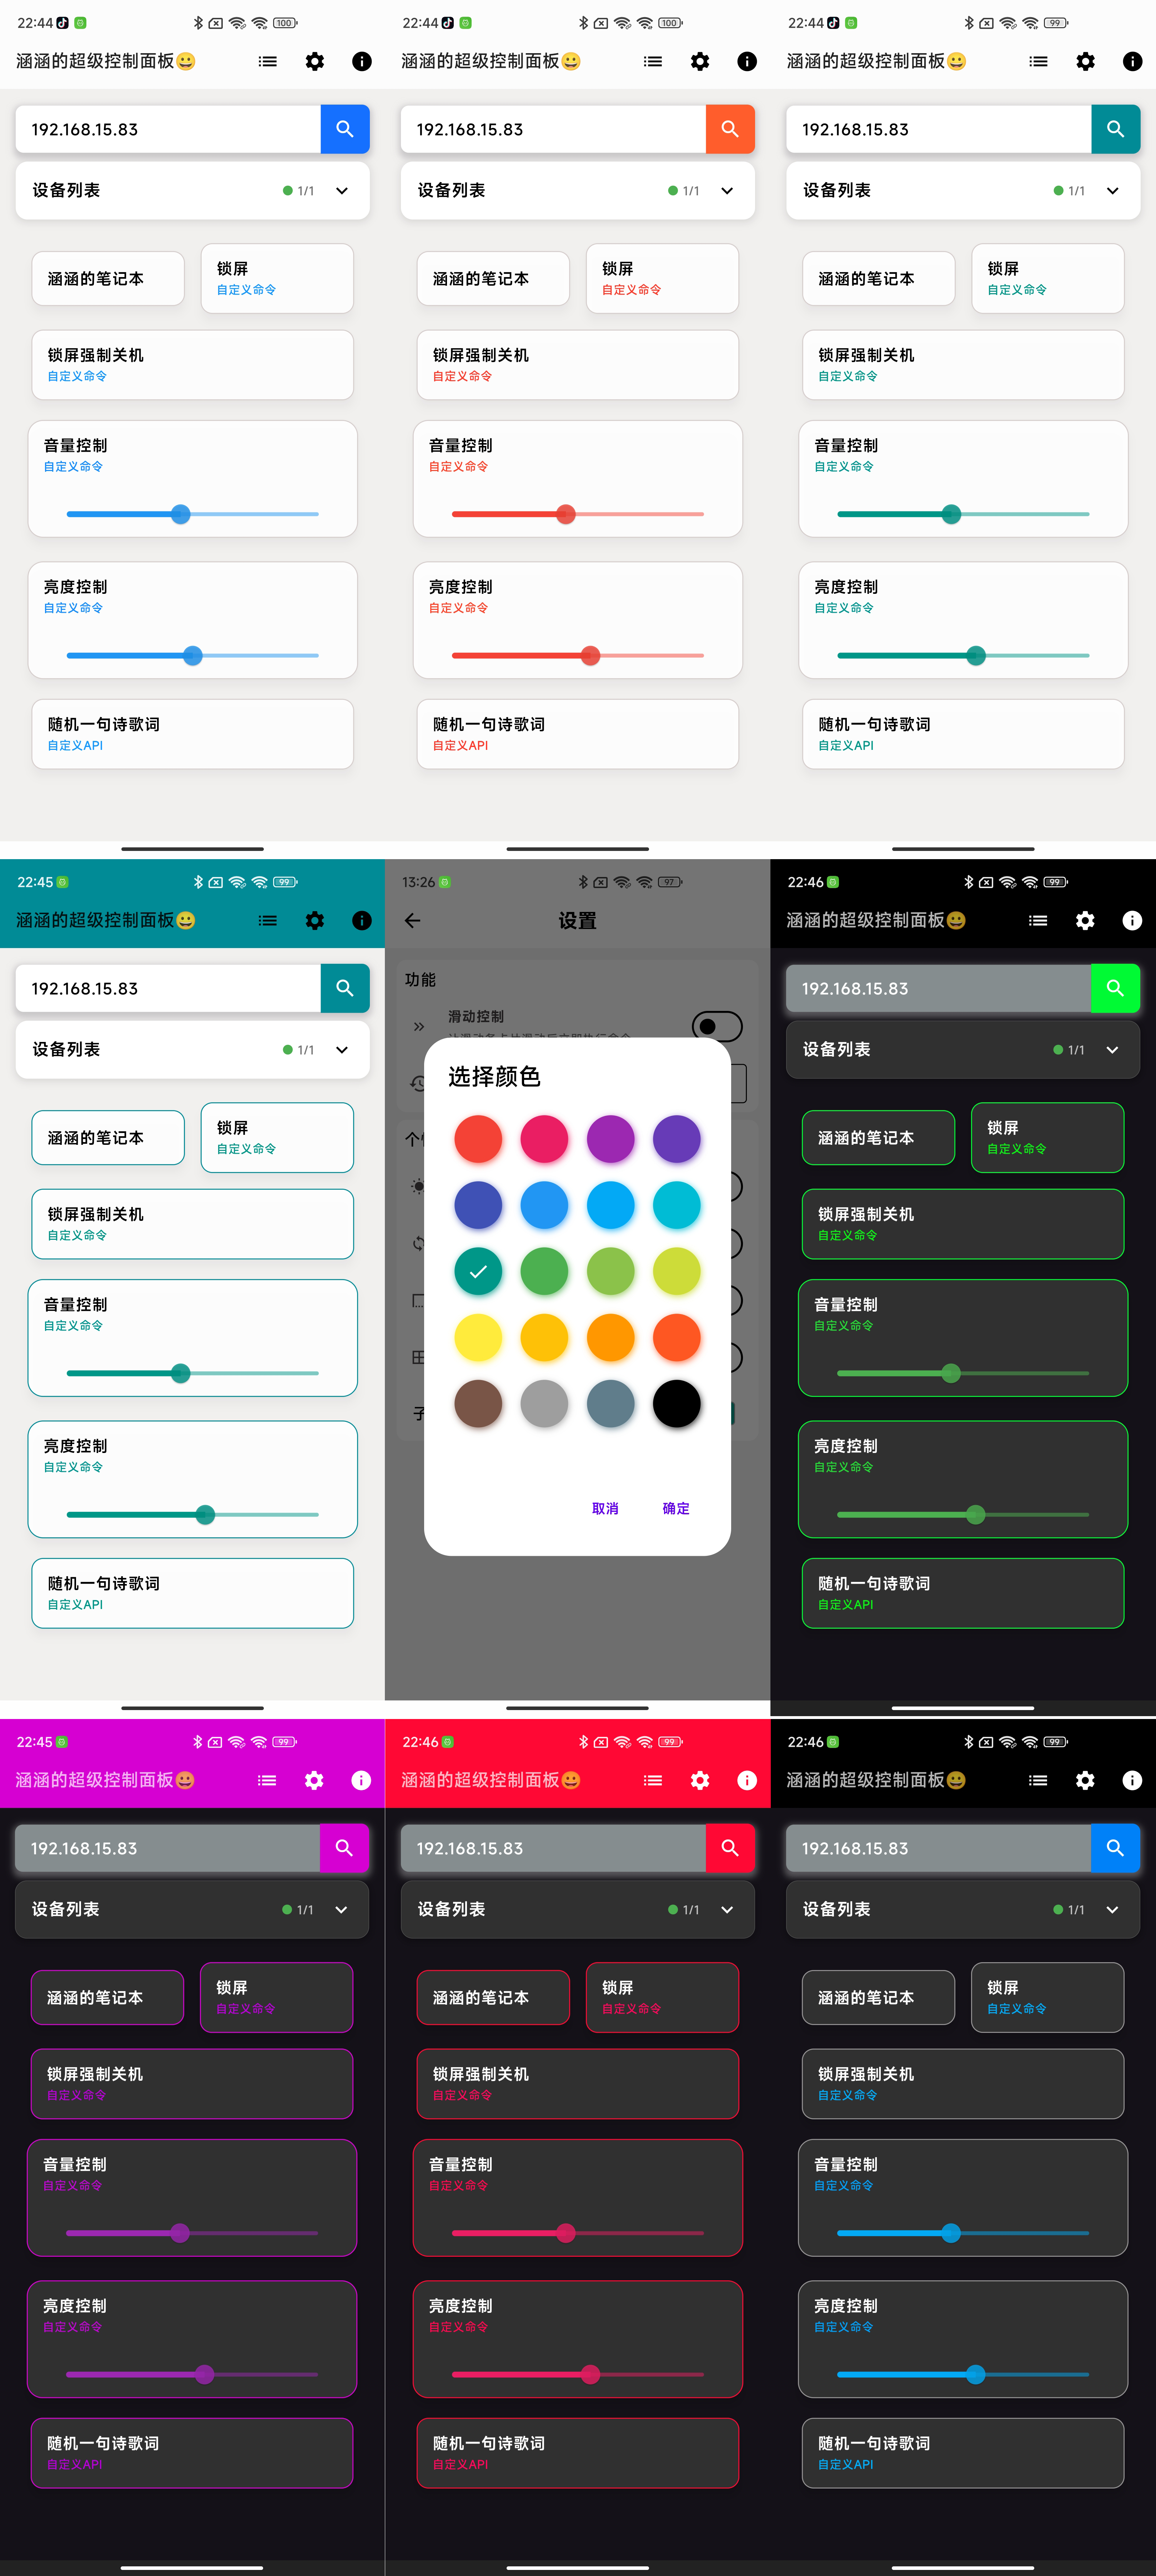 22:44 100
涵涵的超级控制面板😀
192.168.15.83
设备列表 1/1
涵涵的笔记本
锁屏
自定义命令
锁屏强制关机
自定义命令
音量控制
自定义命令
亮度控制
自定义命令
随机一句诗歌词
自定义API
22:44 100
涵涵的超级控制面板😀
192.168.15.83
设备列表 1/1
涵涵的笔记本
锁屏
自定义命令
锁屏强制关机
自定义命令
音量控制
自定义命令
亮度控制
自定义命令
随机一句诗歌词
自定义API
22:44 99
涵涵的超级控制面板😀
192.168.15.83
设备列表 1/1
涵涵的笔记本
锁屏
自定义命令
锁屏强制关机
自定义命令
音量控制
自定义命令
亮度控制
自定义命令
随机一句诗歌词
自定义API
22:45 99
涵涵的超级控制面板😀
192.168.15.83
设备列表 1/1
涵涵的笔记本
锁屏
自定义命令
锁屏强制关机
自定义命令
音量控制
自定义命令
亮度控制
自定义命令
随机一句诗歌词
自定义API
13:26 97
设置
功能
滑动控制
选择颜色
取消 确定
22:46 99
涵涵的超级控制面板😀
192.168.15.83
设备列表 1/1
涵涵的笔记本
锁屏
自定义命令
锁屏强制关机
自定义命令
音量控制
自定义命令
亮度控制
自定义命令
随机一句诗歌词
自定义API
22:45 99
涵涵的超级控制面板😀
192.168.15.83
设备列表 1/1
涵涵的笔记本
锁屏
自定义命令
锁屏强制关机
自定义命令
音量控制
自定义命令
亮度控制
自定义命令
随机一句诗歌词
自定义API
22:46 99
涵涵的超级控制面板😀
192.168.15.83
设备列表 1/1
涵涵的笔记本
锁屏
自定义命令
锁屏强制关机
自定义命令
音量控制
自定义命令
亮度控制
自定义命令
随机一句诗歌词
自定义API
22:46 99
涵涵的超级控制面板😀
192.168.15.83
设备列表 1/1
涵涵的笔记本
锁屏
自定义命令
锁屏强制关机
自定义命令
音量控制
自定义命令
亮度控制
自定义命令
随机一句诗歌词
自定义API